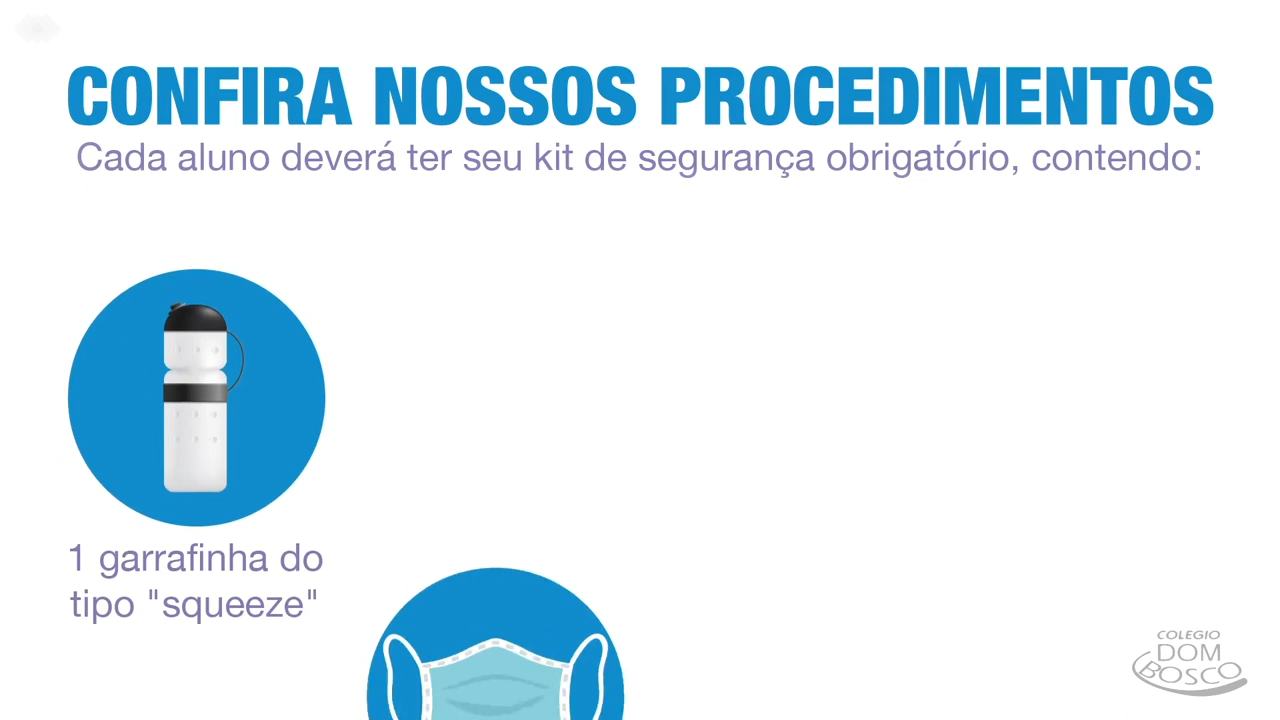 CONFIRA NOSSOS PROCEDIMENTOS
Cada aluno deverá ter seu kit de segurança obrigatório, contendo:
1 garrafinha do
tipo "squeeze"
COLEGIO
DOM
BOSCO